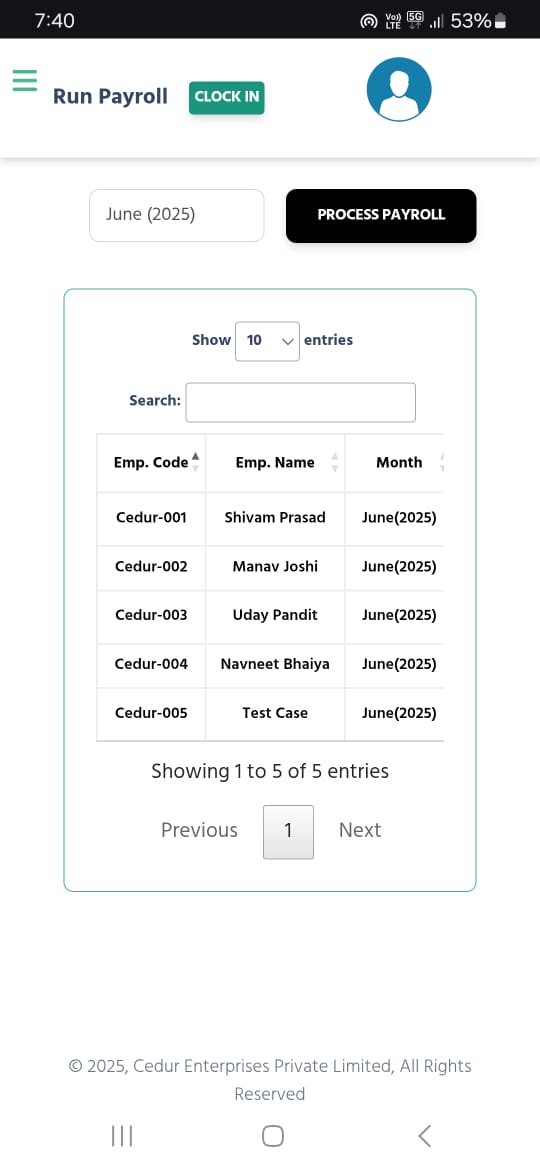 7:40 Vo) LTE 5G 53%
Run Payroll CLOCK IN
June (2025) PROCESS PAYROLL
Show 10 entries
Search:
Emp. Code Emp. Name Month
Cedur-001 Shivam Prasad June(2025)
Cedur-002 Manav Joshi June(2025)
Cedur-003 Uday Pandit June(2025)
Cedur-004 Navneet Bhaiya June(2025)
Cedur-005 Test Case June(2025)
Showing 1 to 5 of 5 entries
Previous 1 Next
© 2025, Cedur Enterprises Private Limited, All Rights
Reserved